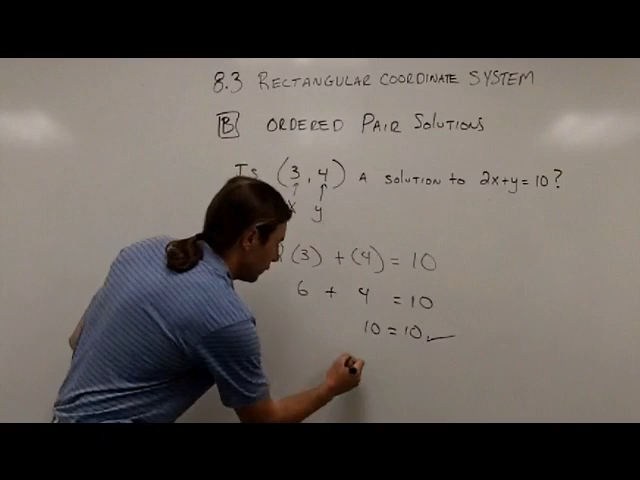 8.3 RECTANGULAR COORDINATE SYSTEM
B ORDERED PAIR SOLUTIONS
IS (3, 4) A SOLUTION TO 2x+y=10?
x y
(3) + (4) = 10
6 + 4 = 10
10 = 10 ✓